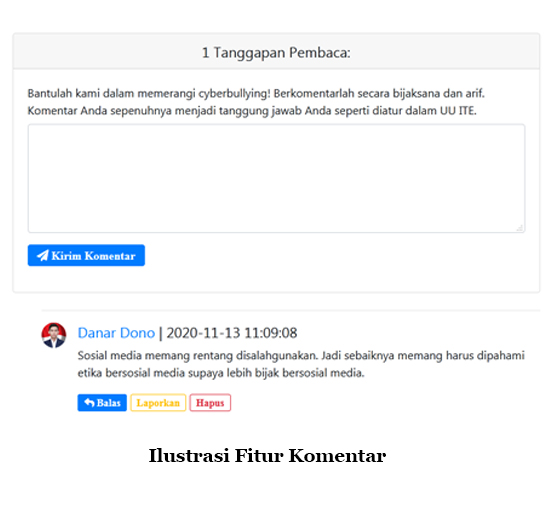 1 Tanggapan Pembaca:
Bantulah kami dalam memerangi cyberbullying! Berkomentarlah secara bijaksana dan arif.
Komentar Anda sepenuhnya menjadi tanggung jawab Anda seperti diatur dalam UU ITE.
Kirim Komentar
Danar Dono | 2020-11-13 11:09:08
Sosial media memang rentang disalahgunakan. Jadi sebaiknya memang harus dipahami
etika bersosial media supaya lebih bijak bersosial media.
Balas Laporkan Hapus
Ilustrasi Fitur Komentar